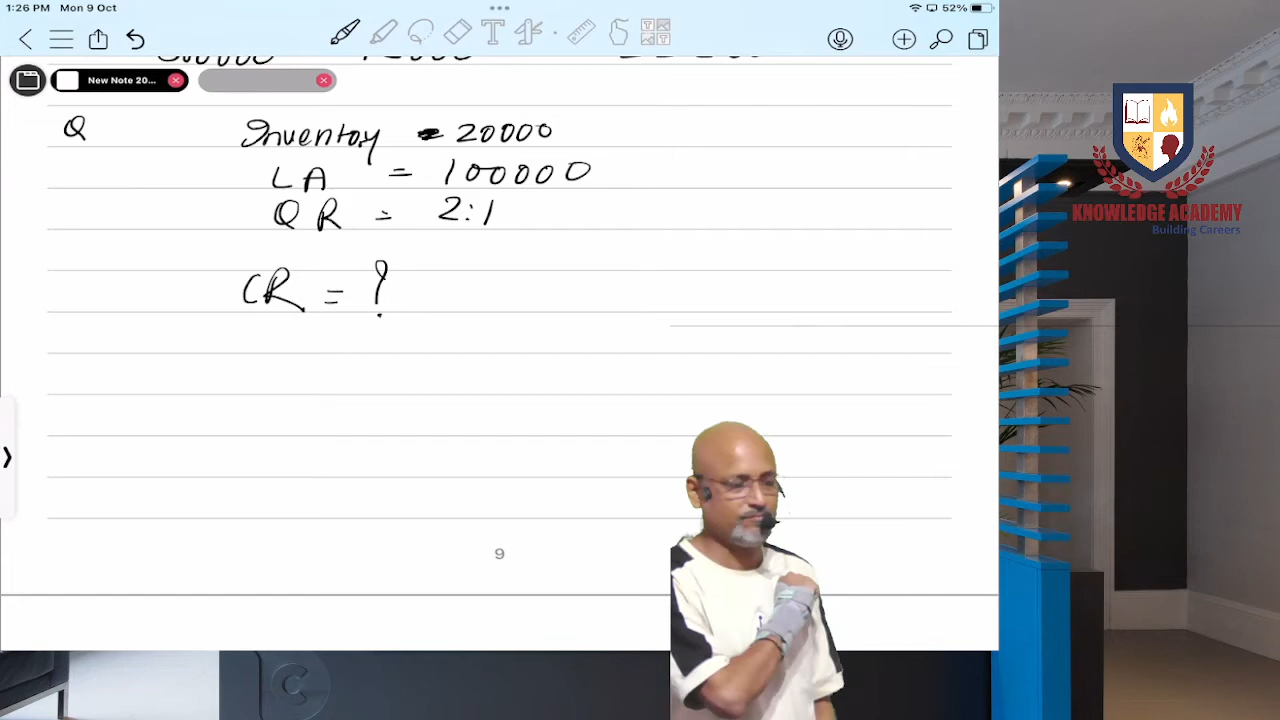 1:26 PM Mon 9 Oct
52%
New Note 20...
Q Inventory = 20000
LA = 100000
QR = 2:1
CR = ?
9
KNOWLEDGE ACADEMY
Building Careers